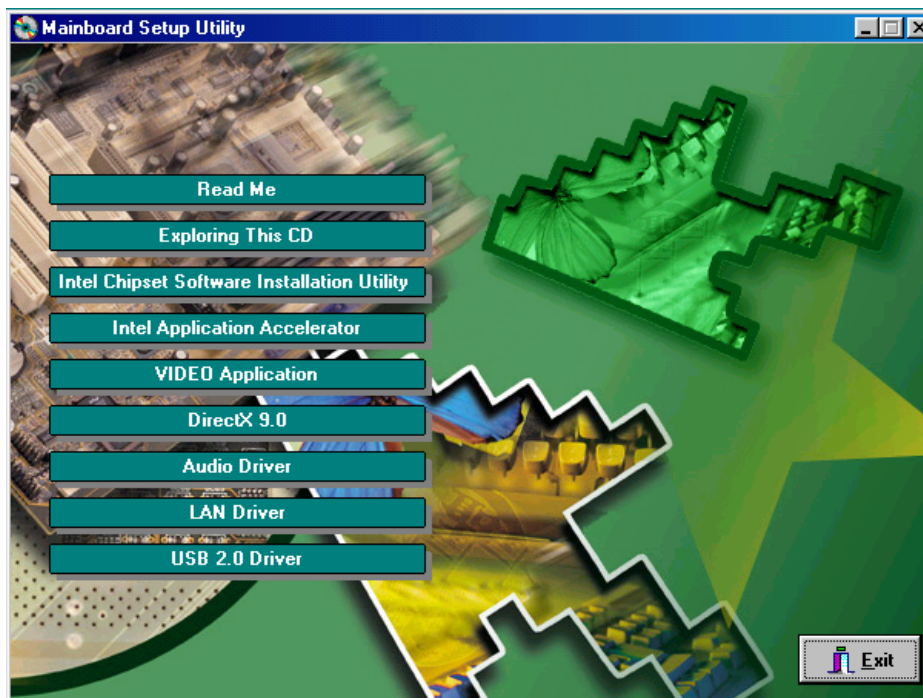 Mainboard Setup Utility
Read Me
Exploring This CD
Intel Chipset Software Installation Utility
Intel Application Accelerator
VIDEO Application
DirectX 9.0
Audio Driver
LAN Driver
USB 2.0 Driver
Exit